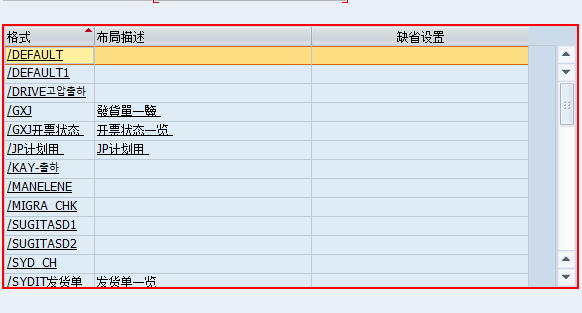 格式 布局描述 缺省设置
/DEFAULT
/DEFAULT1
/DRIVE고압출하
/GXJ 發貨單一覽
/GXJ开票状态 开票状态一览
/JP计划用 JP计划用
/KAY-출하
/MANELENE
/MIGRA_CHK
/SUGITASD1
/SUGITASD2
/SYD_CH
/SYDIT发货单 发货单一览